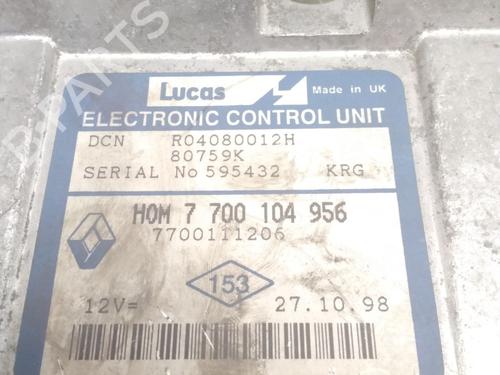 B-PARTS
Lucas Made in UK
ELECTRONIC CONTROL UNIT
DCN R04080012H
80759K
SERIAL No 595432 KRG
HOM 7 700 104 956
7700111206
153
12V= 27.10.98